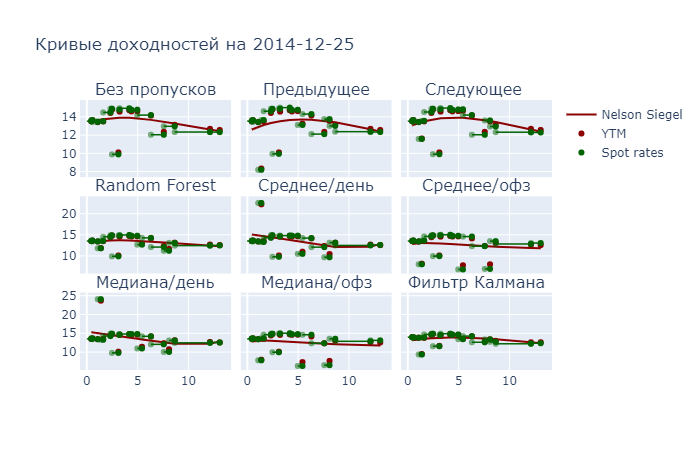 Кривые доходностей на 2014-12-25
Без пропусков
Предыдущее
Следующее
14
12
10
8
Nelson Siegel
YTM
Spot rates
Random Forest
Среднее/день
Среднее/офз
20
15
10
Медиана/день
Медиана/офз
Фильтр Калмана
25
20
15
10
0 5 10 0 5 10 0 5 10